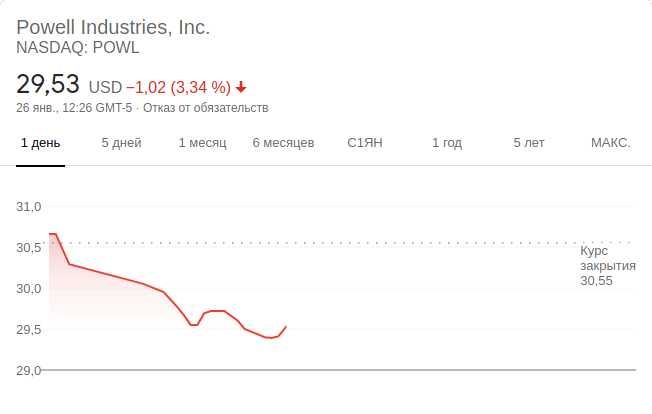 Powell Industries, Inc.
NASDAQ: POWL
29,53 USD −1,02 (3,34 %)
26 янв., 12:26 GMT-5 · Отказ от обязательств
1 день 5 дней 1 месяц 6 месяцев С1ЯН 1 год 5 лет МАКС.
31,0
30,5
Курс
закрытия
30,55
30,0
29,5
29,0